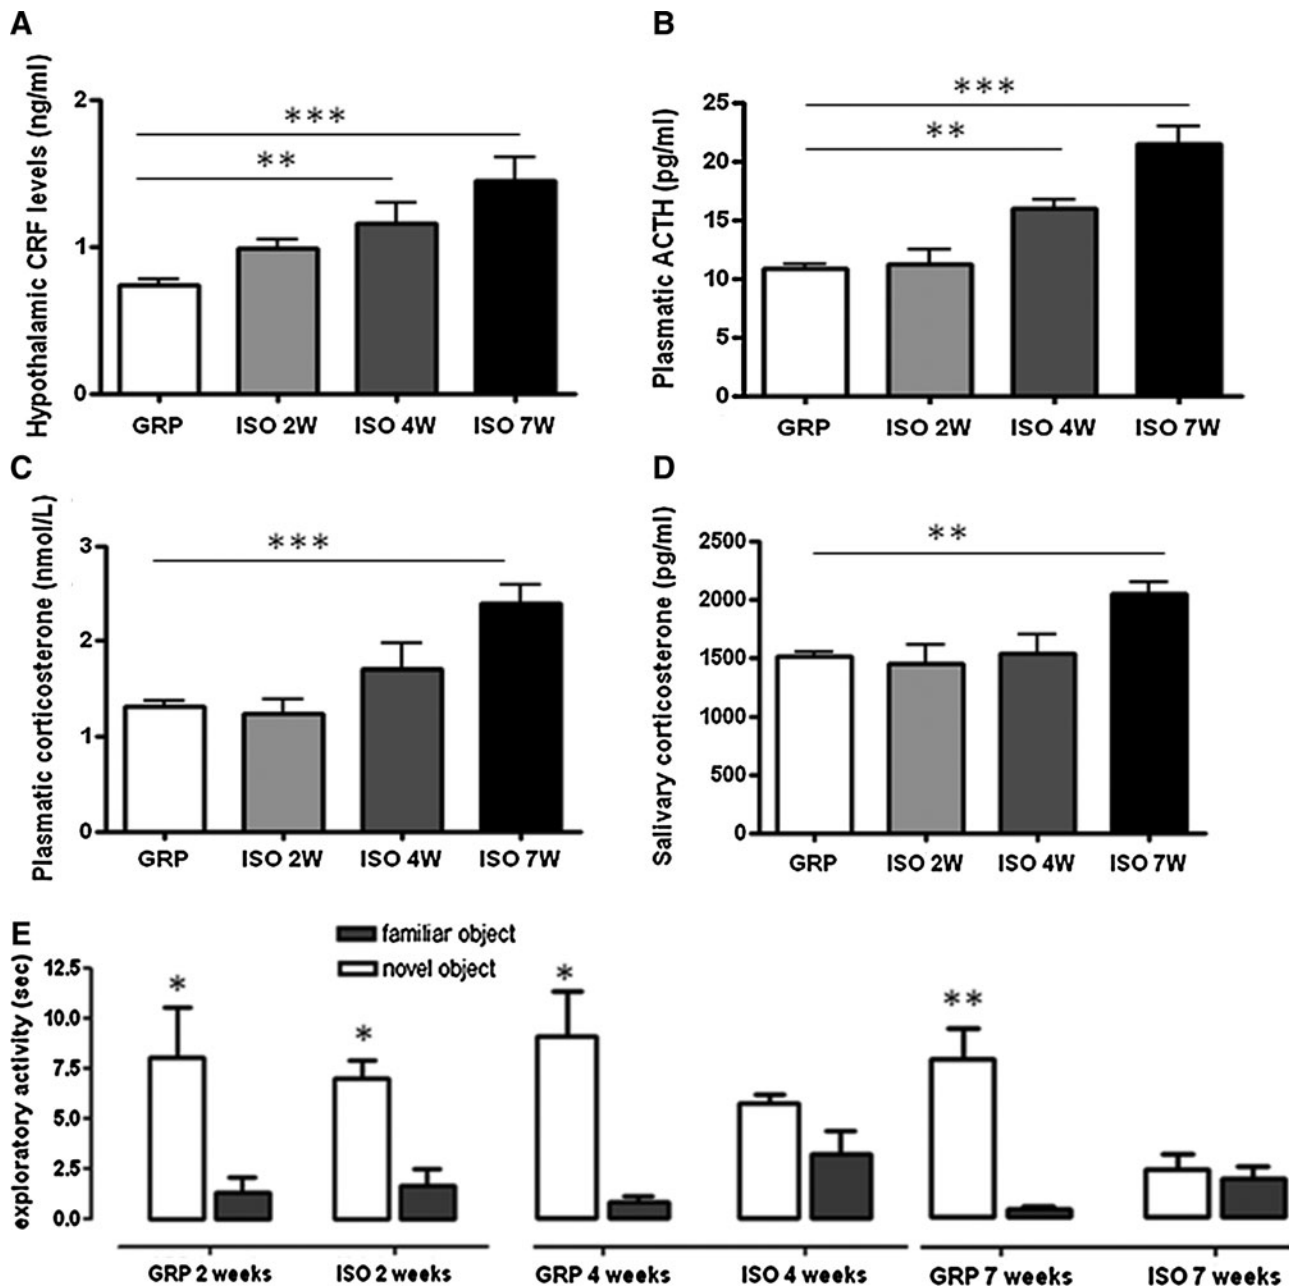 A
Hypothalamic CRF levels (ng/ml)
2
1
0
***
**
GRP ISO 2W ISO 4W ISO 7W
B
Plasmatic ACTH (pg/ml)
25
20
15
10
5
0
***
**
GRP ISO 2W ISO 4W ISO 7W
C
Plasmatic corticosterone (nmol/L)
3
2
1
0
***
GRP ISO 2W ISO 4W ISO 7W
D
Salivary corticosterone (pg/ml)
2500
2000
1500
1000
500
0
**
GRP ISO 2W ISO 4W ISO 7W
E
familiar object
novel object
exploratory activity (sec)
12.5
10.0
7.5
5.0
2.5
0.0
* * * **
GRP 2 weeks ISO 2 weeks GRP 4 weeks ISO 4 weeks GRP 7 weeks ISO 7 weeks